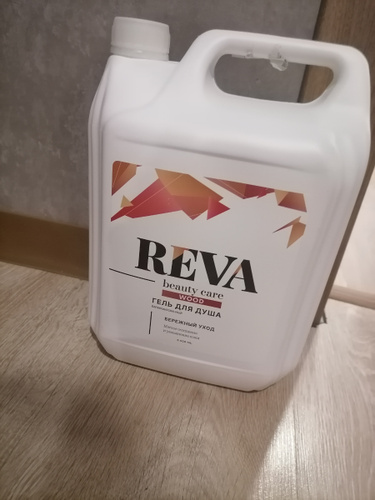 REVA
beauty care
WOOD
ГЕЛЬ ДЛЯ ДУША
БЕРЕЖНЫЙ УХОД